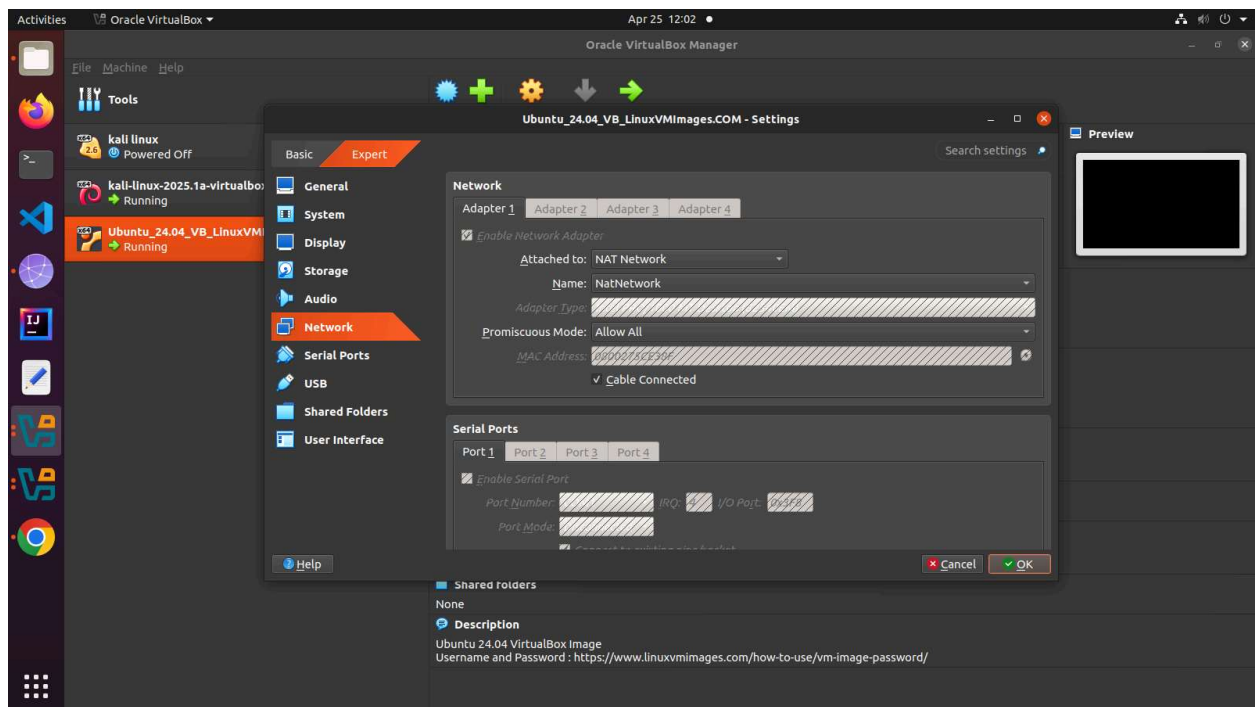 Activities
Oracle VirtualBox
Apr 25 12:02
Oracle VirtualBox Manager
File Machine Help
Tools
kali linux
Powered Off
kali-linux-2025.1a-virtualbox
Running
Ubuntu_24.04_VB_LinuxVMI
Running
Ubuntu_24.04_VB_LinuxVMImages.COM - Settings
Basic
Expert
Search settings
General
System
Display
Storage
Audio
Network
Serial Ports
USB
Shared Folders
User Interface
Network
Adapter 1 Adapter 2 Adapter 3 Adapter 4
Enable Network Adapter
Attached to: NAT Network
Name: NatNetwork
Adapter Type:
Promiscuous Mode: Allow All
MAC Address:
Cable Connected
Serial Ports
Port 1 Port 2 Port 3 Port 4
Enable Serial Port
Port Number: IRQ: 4 I/O Port: 0x3F8
Port Mode:
Help
Cancel
OK
Preview
Shared folders
None
Description
Ubuntu 24.04 VirtualBox Image
Username and Password : https://www.linuxvmimages.com/how-to-use/vm-image-password/